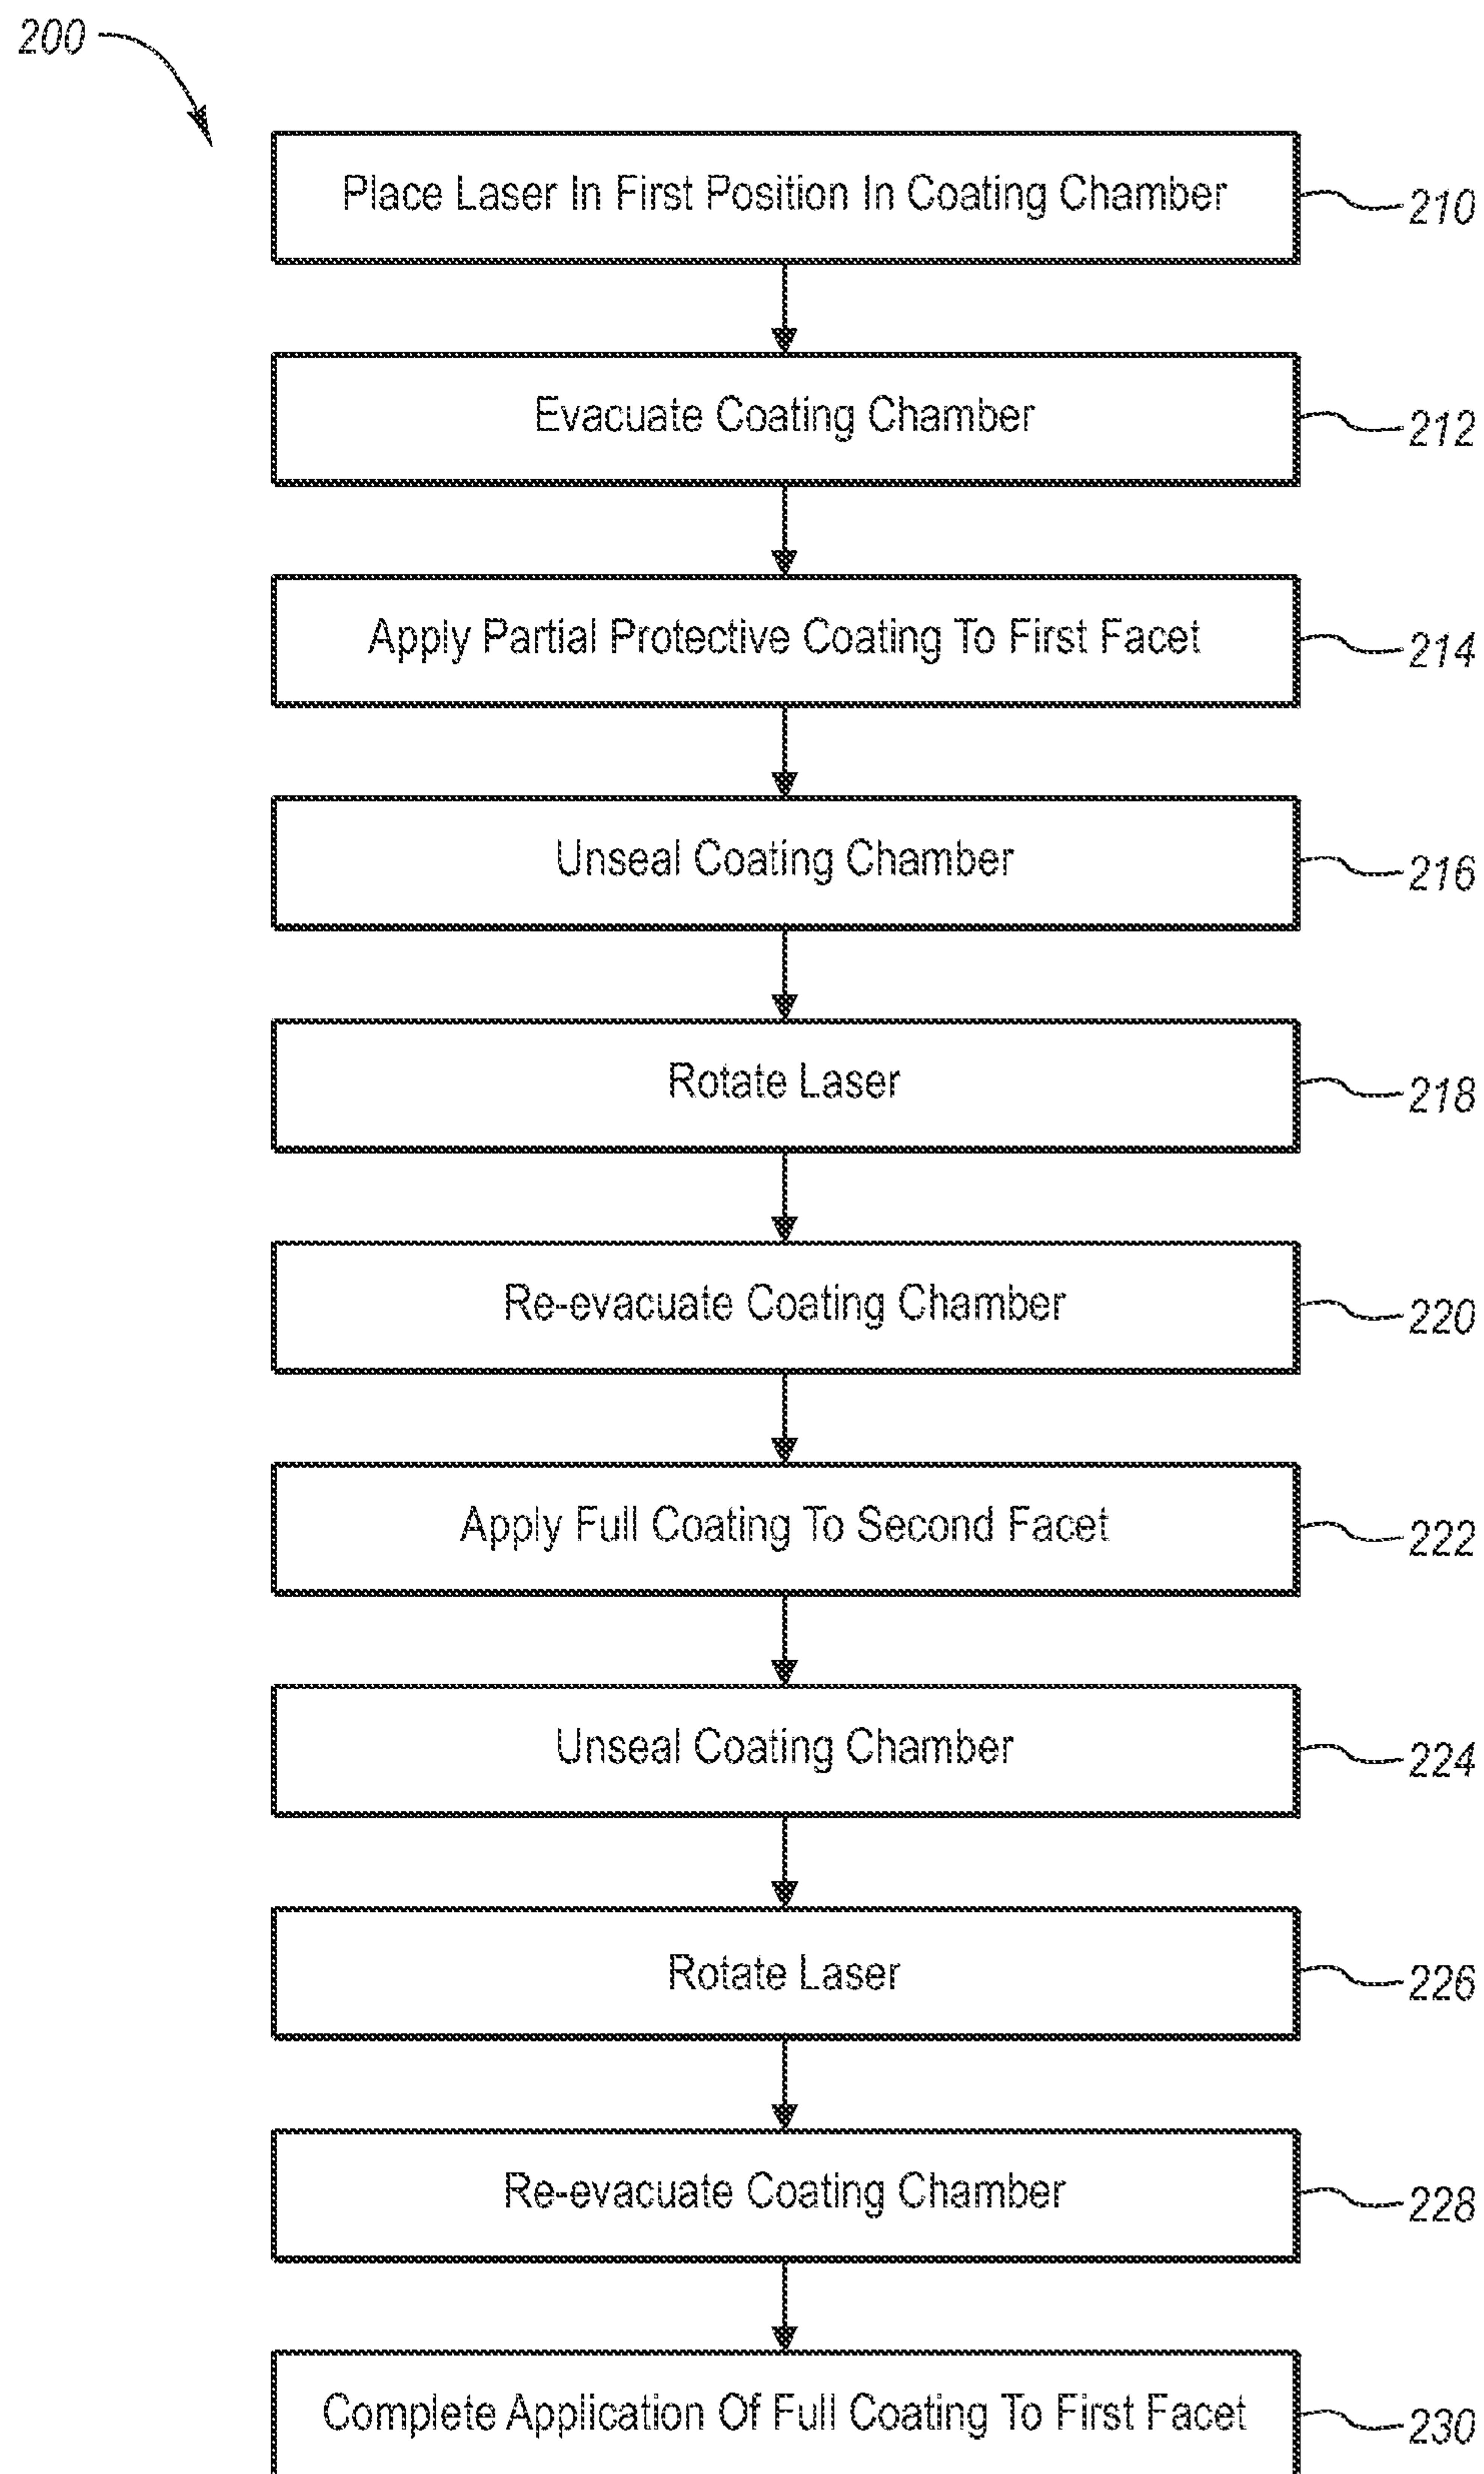 200
Place Laser In First Position In Coating Chamber
210
Evacuate Coating Chamber
212
Apply Partial Protective Coating To First Facet
214
Unseal Coating Chamber
216
Rotate Laser
218
Re-evacuate Coating Chamber
220
Apply Full Coating To Second Facet
222
Unseal Coating Chamber
224
Rotate Laser
226
Re-evacuate Coating Chamber
228
Complete Application Of Full Coating To First Facet
230